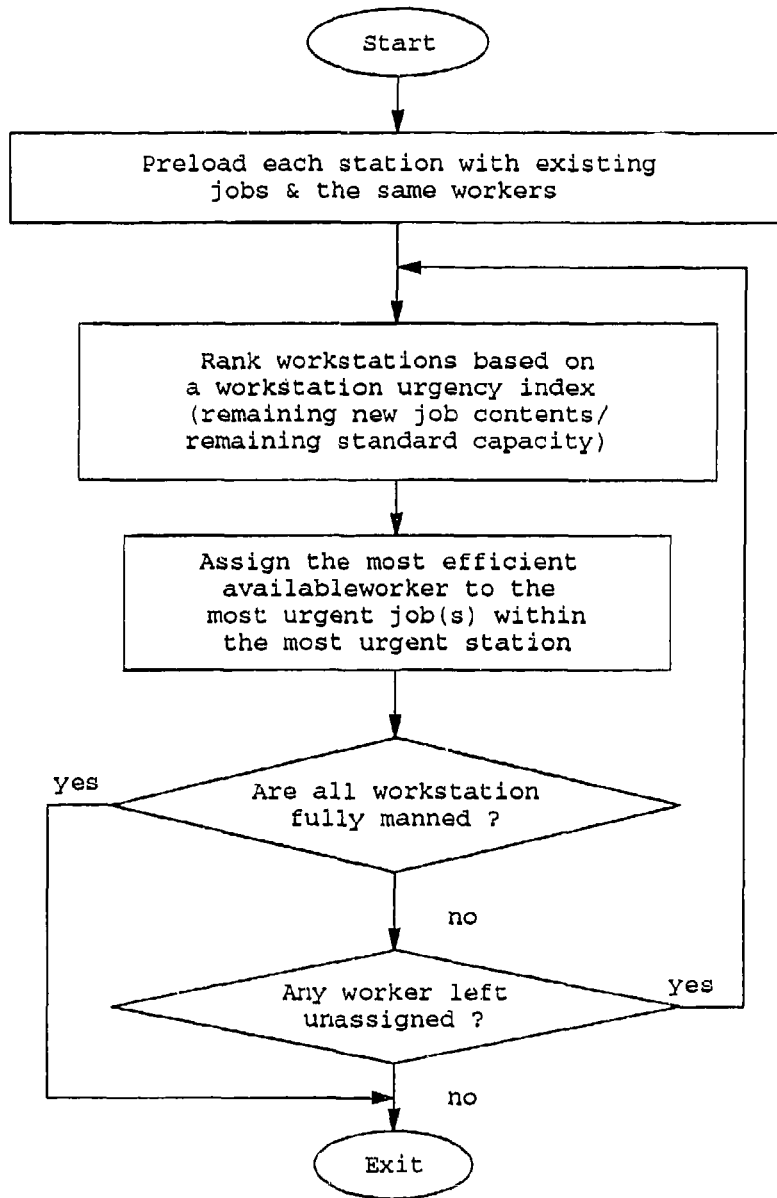 Start
Preload each station with existing
jobs & the same workers
Rank workstations based on
a workstation urgency index
(remaining new job contents/
remaining standard capacity)
Assign the most efficient
availableworker to the
most urgent job(s) within
the most urgent station
yes
Are all workstation
fully manned ?
no
Any worker left
unassigned ?
yes
no
Exit